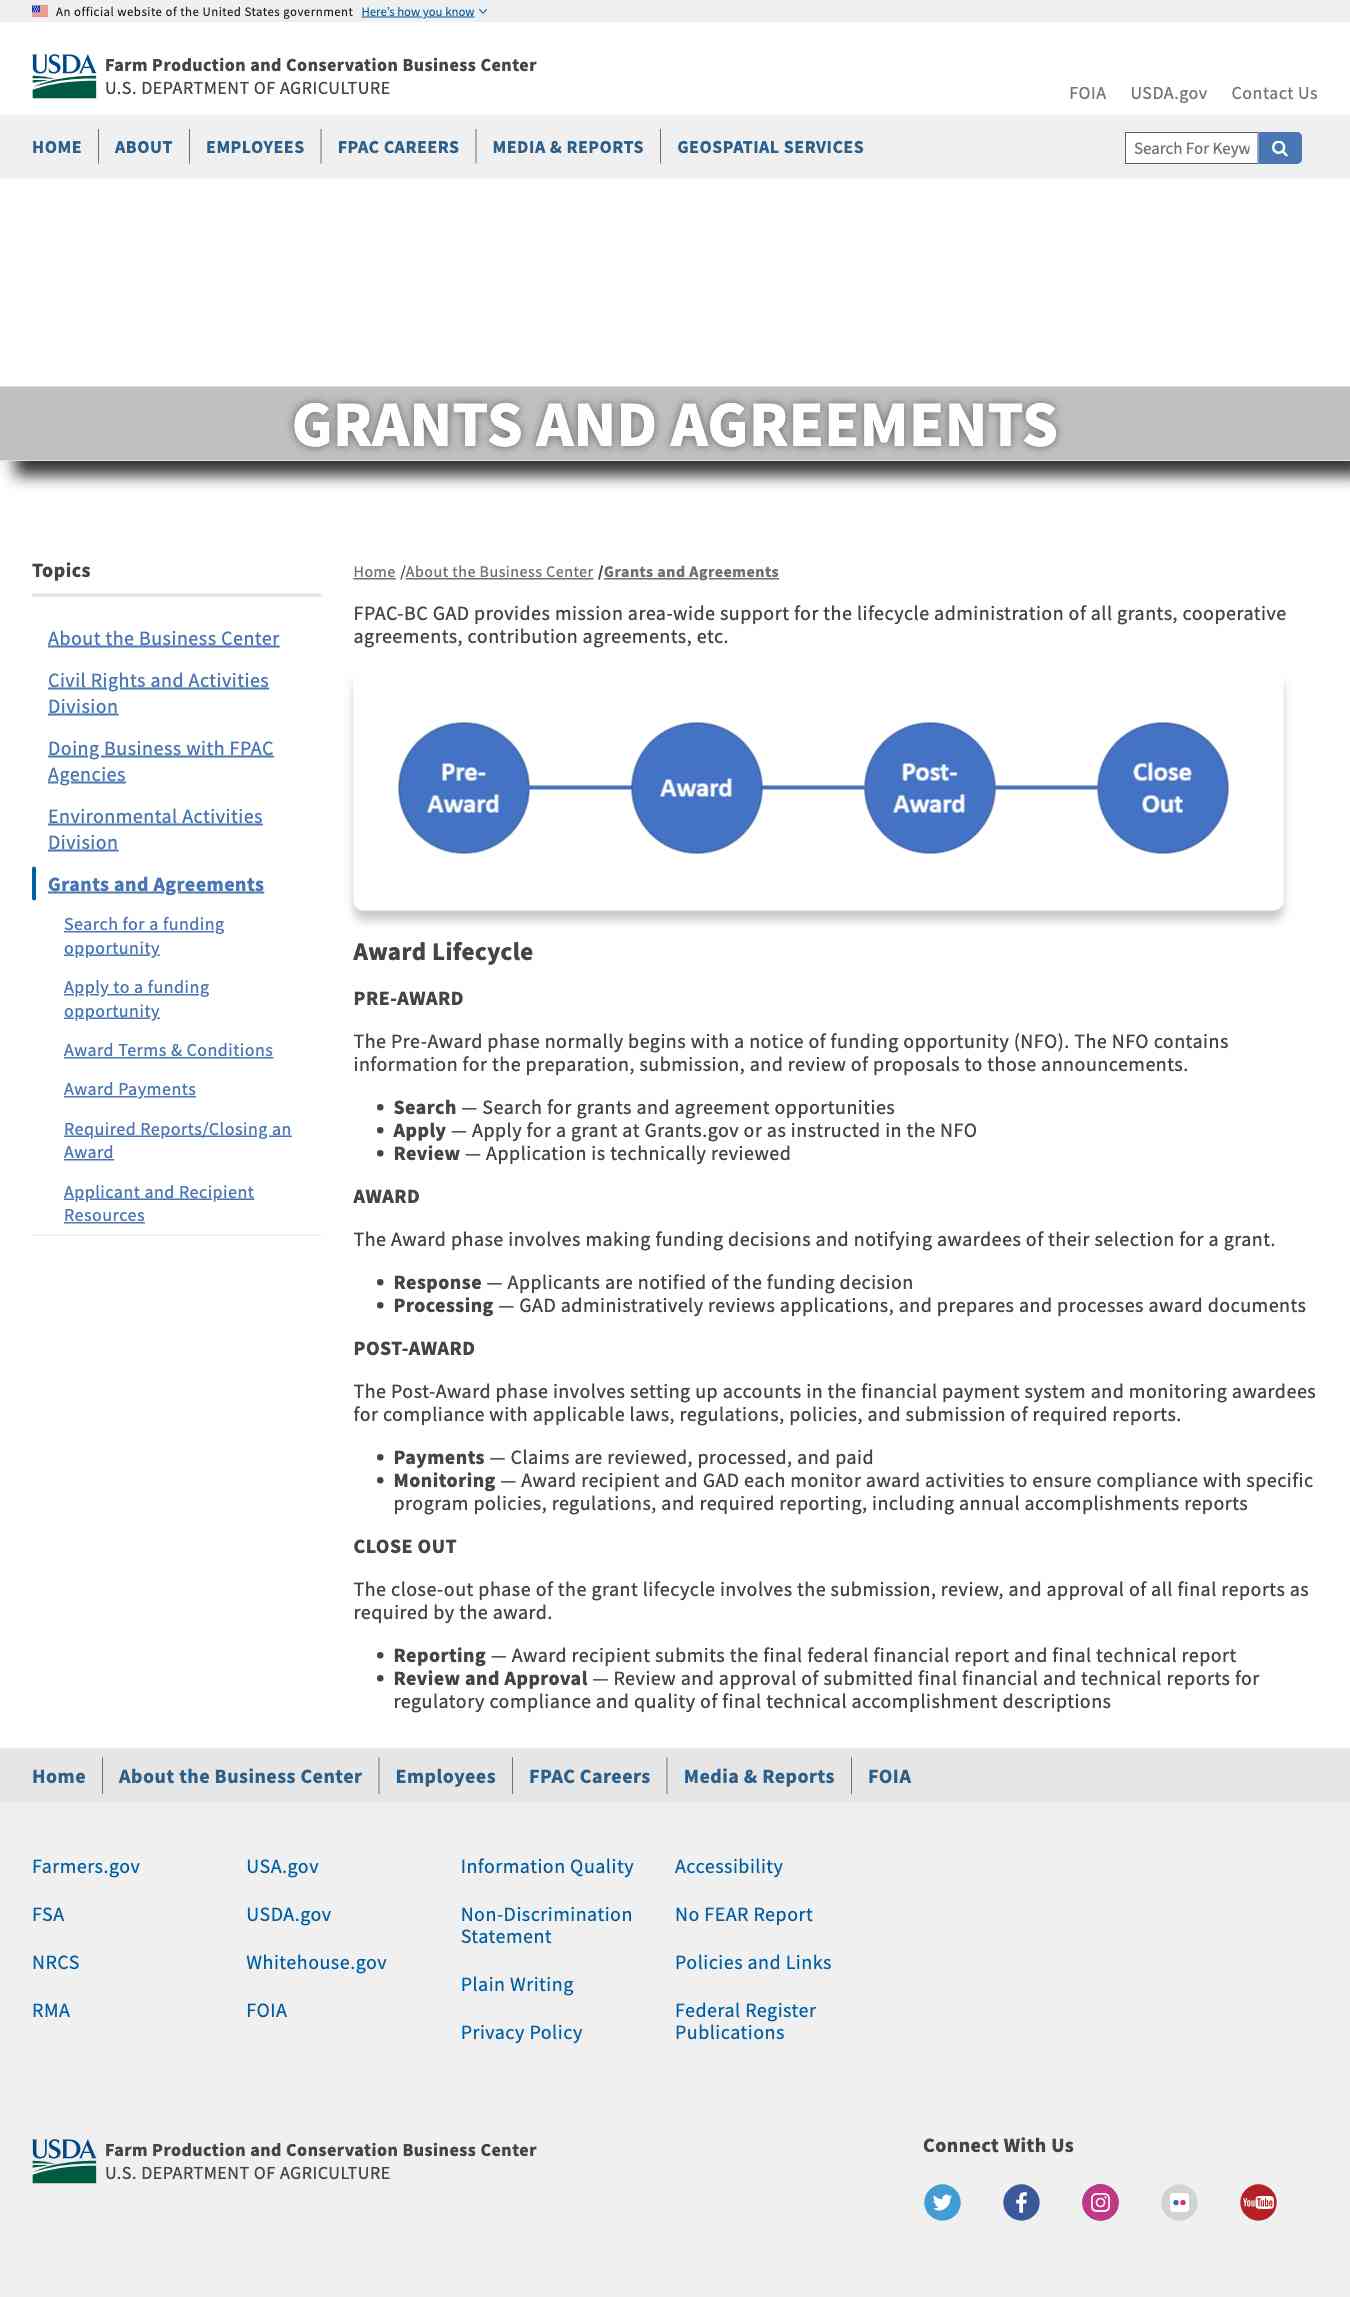 An official website of the United States government Here's how you know
USDA Farm Production and Conservation Business Center
U.S. DEPARTMENT OF AGRICULTURE
FOIA USDA.gov Contact Us
HOME ABOUT EMPLOYEES FPAC CAREERS MEDIA & REPORTS GEOSPATIAL SERVICES
Search For Keyw
GRANTS AND AGREEMENTS
Topics
About the Business Center
Civil Rights and Activities
Division
Doing Business with FPAC
Agencies
Environmental Activities
Division
Grants and Agreements
Search for a funding
opportunity
Apply to a funding
opportunity
Award Terms & Conditions
Award Payments
Required Reports/Closing an
Award
Applicant and Recipient
Resources
Home /About the Business Center /Grants and Agreements
FPAC-BC GAD provides mission area-wide support for the lifecycle administration of all grants, cooperative
agreements, contribution agreements, etc.
Pre-
Award
Award
Post-
Award
Close
Out
Award Lifecycle
PRE-AWARD
The Pre-Award phase normally begins with a notice of funding opportunity (NFO). The NFO contains
information for the preparation, submission, and review of proposals to those announcements.
• Search — Search for grants and agreement opportunities
• Apply — Apply for a grant at Grants.gov or as instructed in the NFO
• Review — Application is technically reviewed
AWARD
The Award phase involves making funding decisions and notifying awardees of their selection for a grant.
• Response — Applicants are notified of the funding decision
• Processing — GAD administratively reviews applications, and prepares and processes award documents
POST-AWARD
The Post-Award phase involves setting up accounts in the financial payment system and monitoring awardees
for compliance with applicable laws, regulations, policies, and submission of required reports.
• Payments — Claims are reviewed, processed, and paid
• Monitoring — Award recipient and GAD each monitor award activities to ensure compliance with specific
program policies, regulations, and required reporting, including annual accomplishments reports
CLOSE OUT
The close-out phase of the grant lifecycle involves the submission, review, and approval of all final reports as
required by the award.
• Reporting — Award recipient submits the final federal financial report and final technical report
• Review and Approval — Review and approval of submitted final financial and technical reports for
regulatory compliance and quality of final technical accomplishment descriptions
Home About the Business Center Employees FPAC Careers Media & Reports FOIA
Farmers.gov
FSA
NRCS
RMA
USA.gov
USDA.gov
Whitehouse.gov
FOIA
Information Quality
Non-Discrimination
Statement
Plain Writing
Privacy Policy
Accessibility
No FEAR Report
Policies and Links
Federal Register
Publications
USDA Farm Production and Conservation Business Center
U.S. DEPARTMENT OF AGRICULTURE
Connect With Us
YouTube